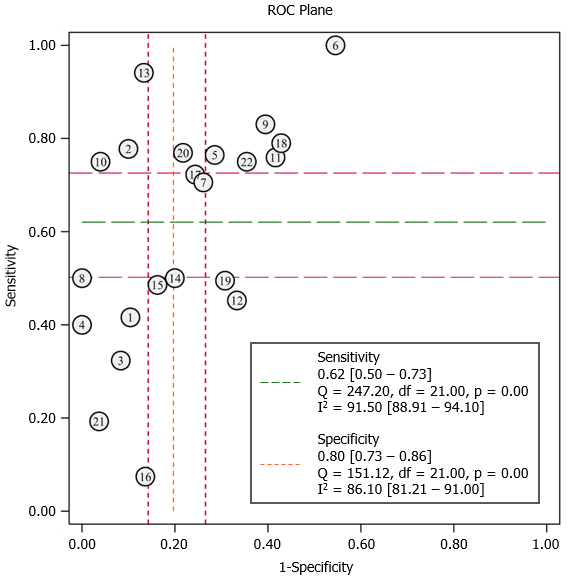 ROC Plane
1.00
0.80
0.60
0.40
0.20
0.00
Sensitivity
6
13
9
18
2
20
5
11
10
22
17
7
8
14
19
15
12
1
4
3
21
16
Sensitivity
0.62 [0.50 – 0.73]
Q = 247.20, df = 21.00, p = 0.00
I² = 91.50 [88.91 – 94.10]
Specificity
0.80 [0.73 – 0.86]
Q = 151.12, df = 21.00, p = 0.00
I² = 86.10 [81.21 – 91.00]
0.00 0.20 0.40 0.60 0.80 1.00
1-Specificity